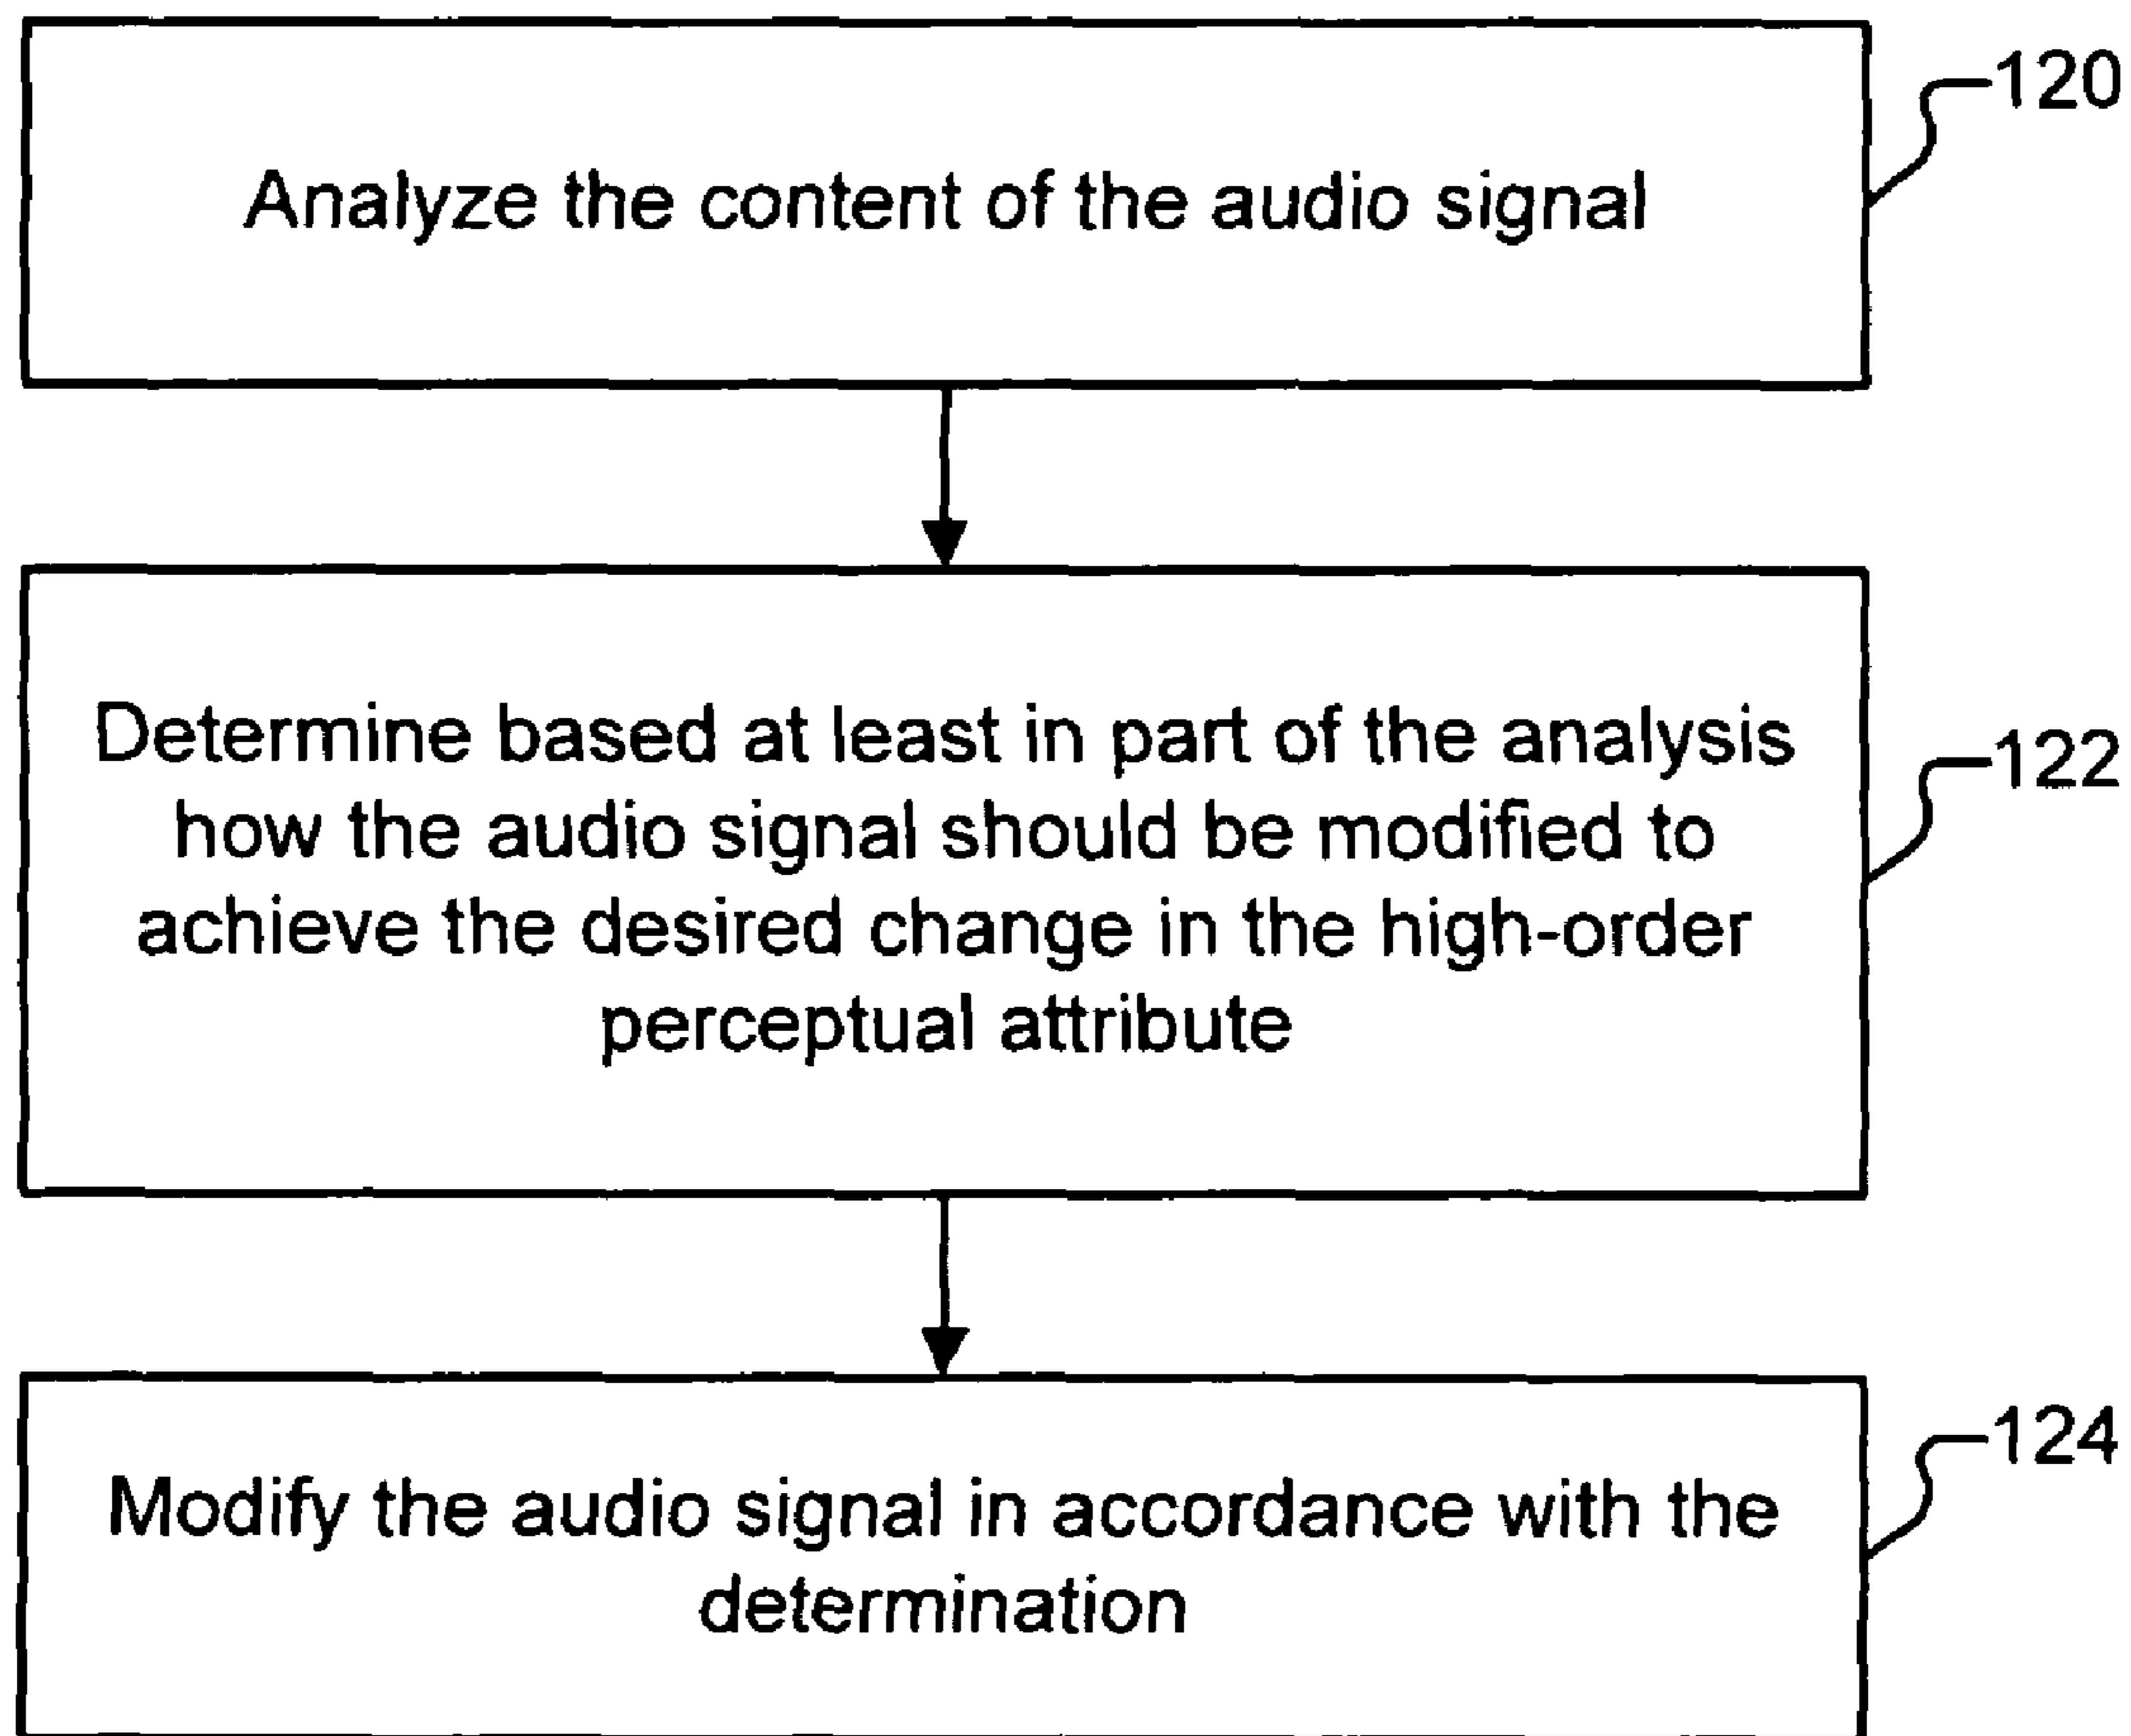 Analyze the content of the audio signal
120
Determine based at least in part of the analysis
how the audio signal should be modified to
achieve the desired change in the high-order
perceptual attribute
122
Modify the audio signal in accordance with the
determination
124